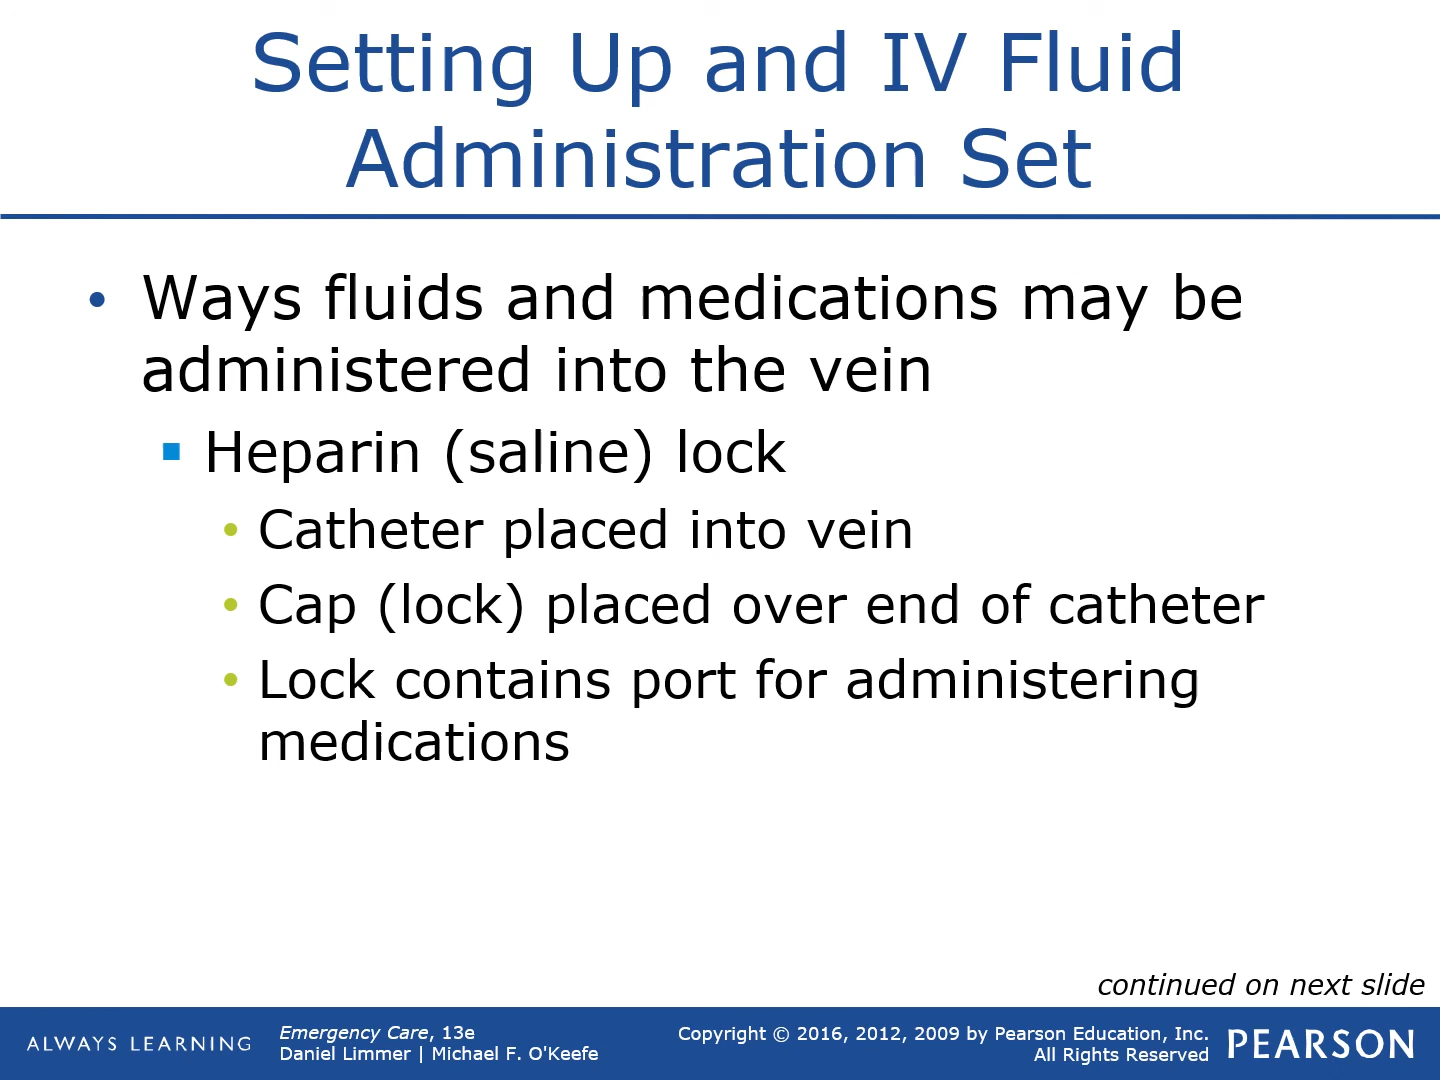 Setting Up and IV Fluid
Administration Set
• Ways fluids and medications may be
administered into the vein
▪ Heparin (saline) lock
• Catheter placed into vein
• Cap (lock) placed over end of catheter
• Lock contains port for administering
medications
continued on next slide
ALWAYS LEARNING
Emergency Care, 13e
Daniel Limmer | Michael F. O'Keefe
Copyright © 2016, 2012, 2009 by Pearson Education, Inc.
All Rights Reserved
PEARSON